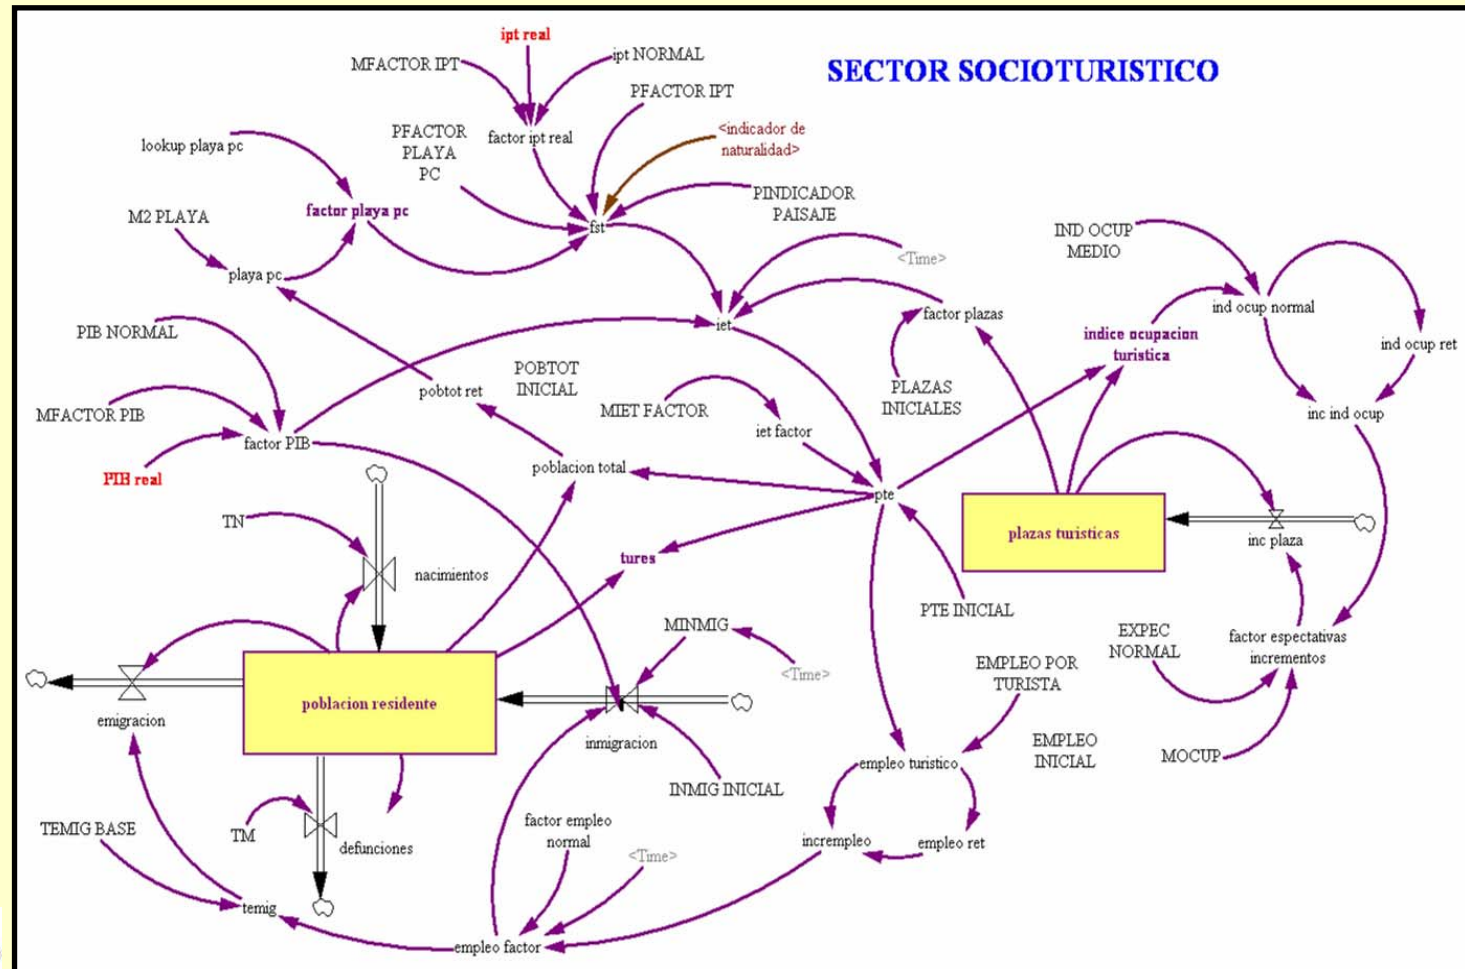 ipt real
MFACTOR IPT
ipt NORMAL
SECTOR SOCIOTURISTICO
PFACTOR IPT
PFACTOR
PLAYA
PC
factor ipt real
<indicador de
naturalidad>
lookup playa pc
PINDICADOR
PAISAJE
factor playa pc
M2 PLAYA
fst
IND OCUP
MEDIO
<Time>
playa pc
ind ocup normal
factor plazas
iet
PIB NORMAL
indice ocupacion
turistica
ind ocup ret
POBTOT
INICIAL
pobtot ret
PLAZAS
INICIALES
MIET FACTOR
MFACTOR PIB
inc ind ocup
iet factor
factor PIB
poblacion total
PIB real
pte
TN
plazas turisticas
inc plaza
tures
nacimientos
PTE INICIAL
MINMIG
EXPEC
NORMAL
factor espectativas
incrementos
<Time>
EMPLEO POR
TURISTA
poblacion residente
emigracion
inmigracion
EMPLEO
INICIAL
MOCUP
empleo turistico
INMIG INICIAL
factor empleo
normal
TEMIG BASE
TM
defunciones
<Time>
incrempleo
empleo ret
temig
empleo factor